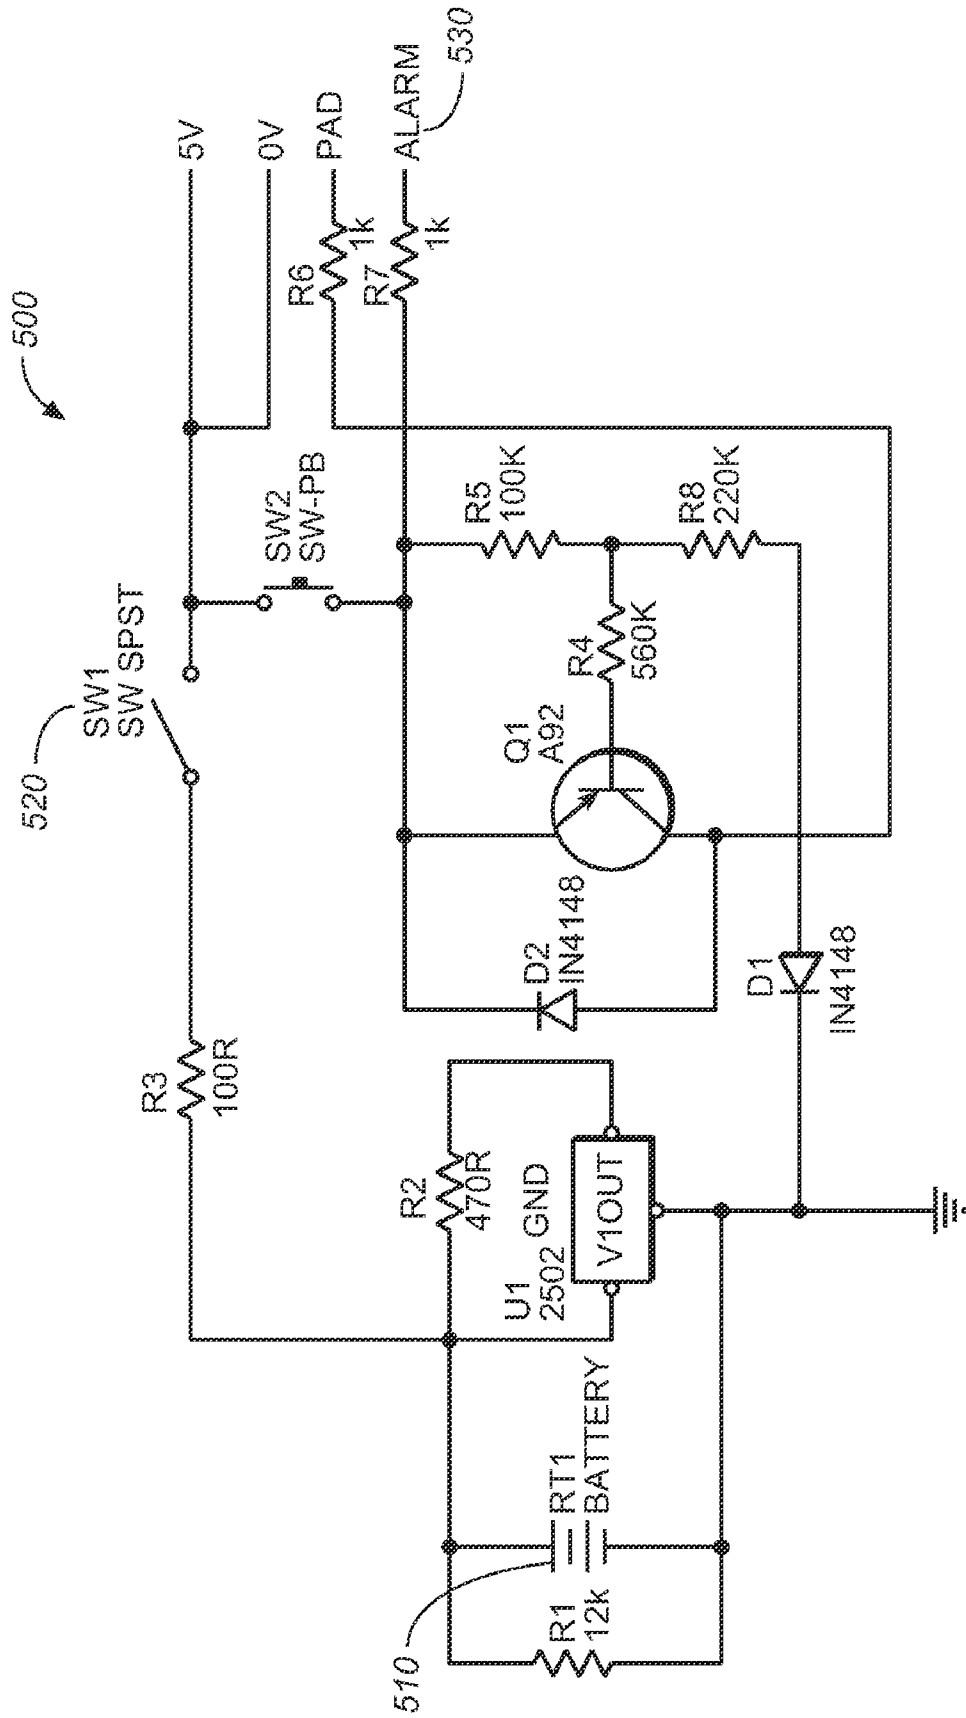 500
520
SW1
SW SPST
5V
0V
PAD
ALARM
530
SW2
SW-PB
R6
1k
R7
1k
R3
100R
R5
100K
R8
220K
R4
560K
Q1
A92
D2
IN4148
D1
IN4148
R2
470R
U1
2502
GND
V1OUT
RT1
BATTERY
510
R1
12k